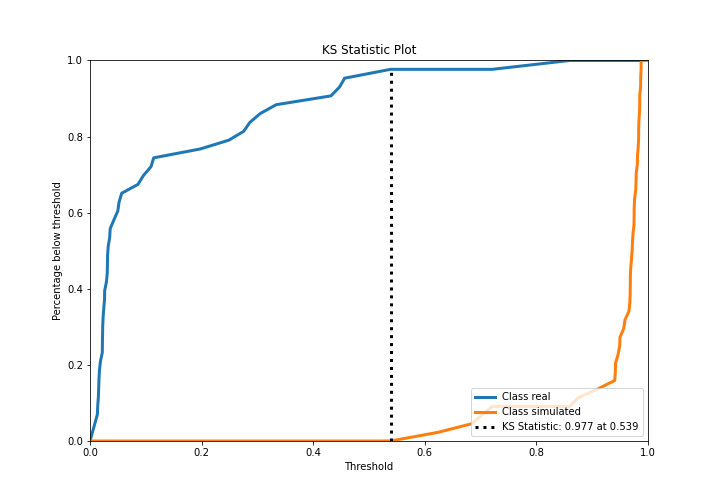 KS Statistic Plot
1.0
0.8
0.6
0.4
0.2
0.0
Percentage below threshold
0.0 0.2 0.4 0.6 0.8 1.0
Threshold
Class real
Class simulated
KS Statistic: 0.977 at 0.539